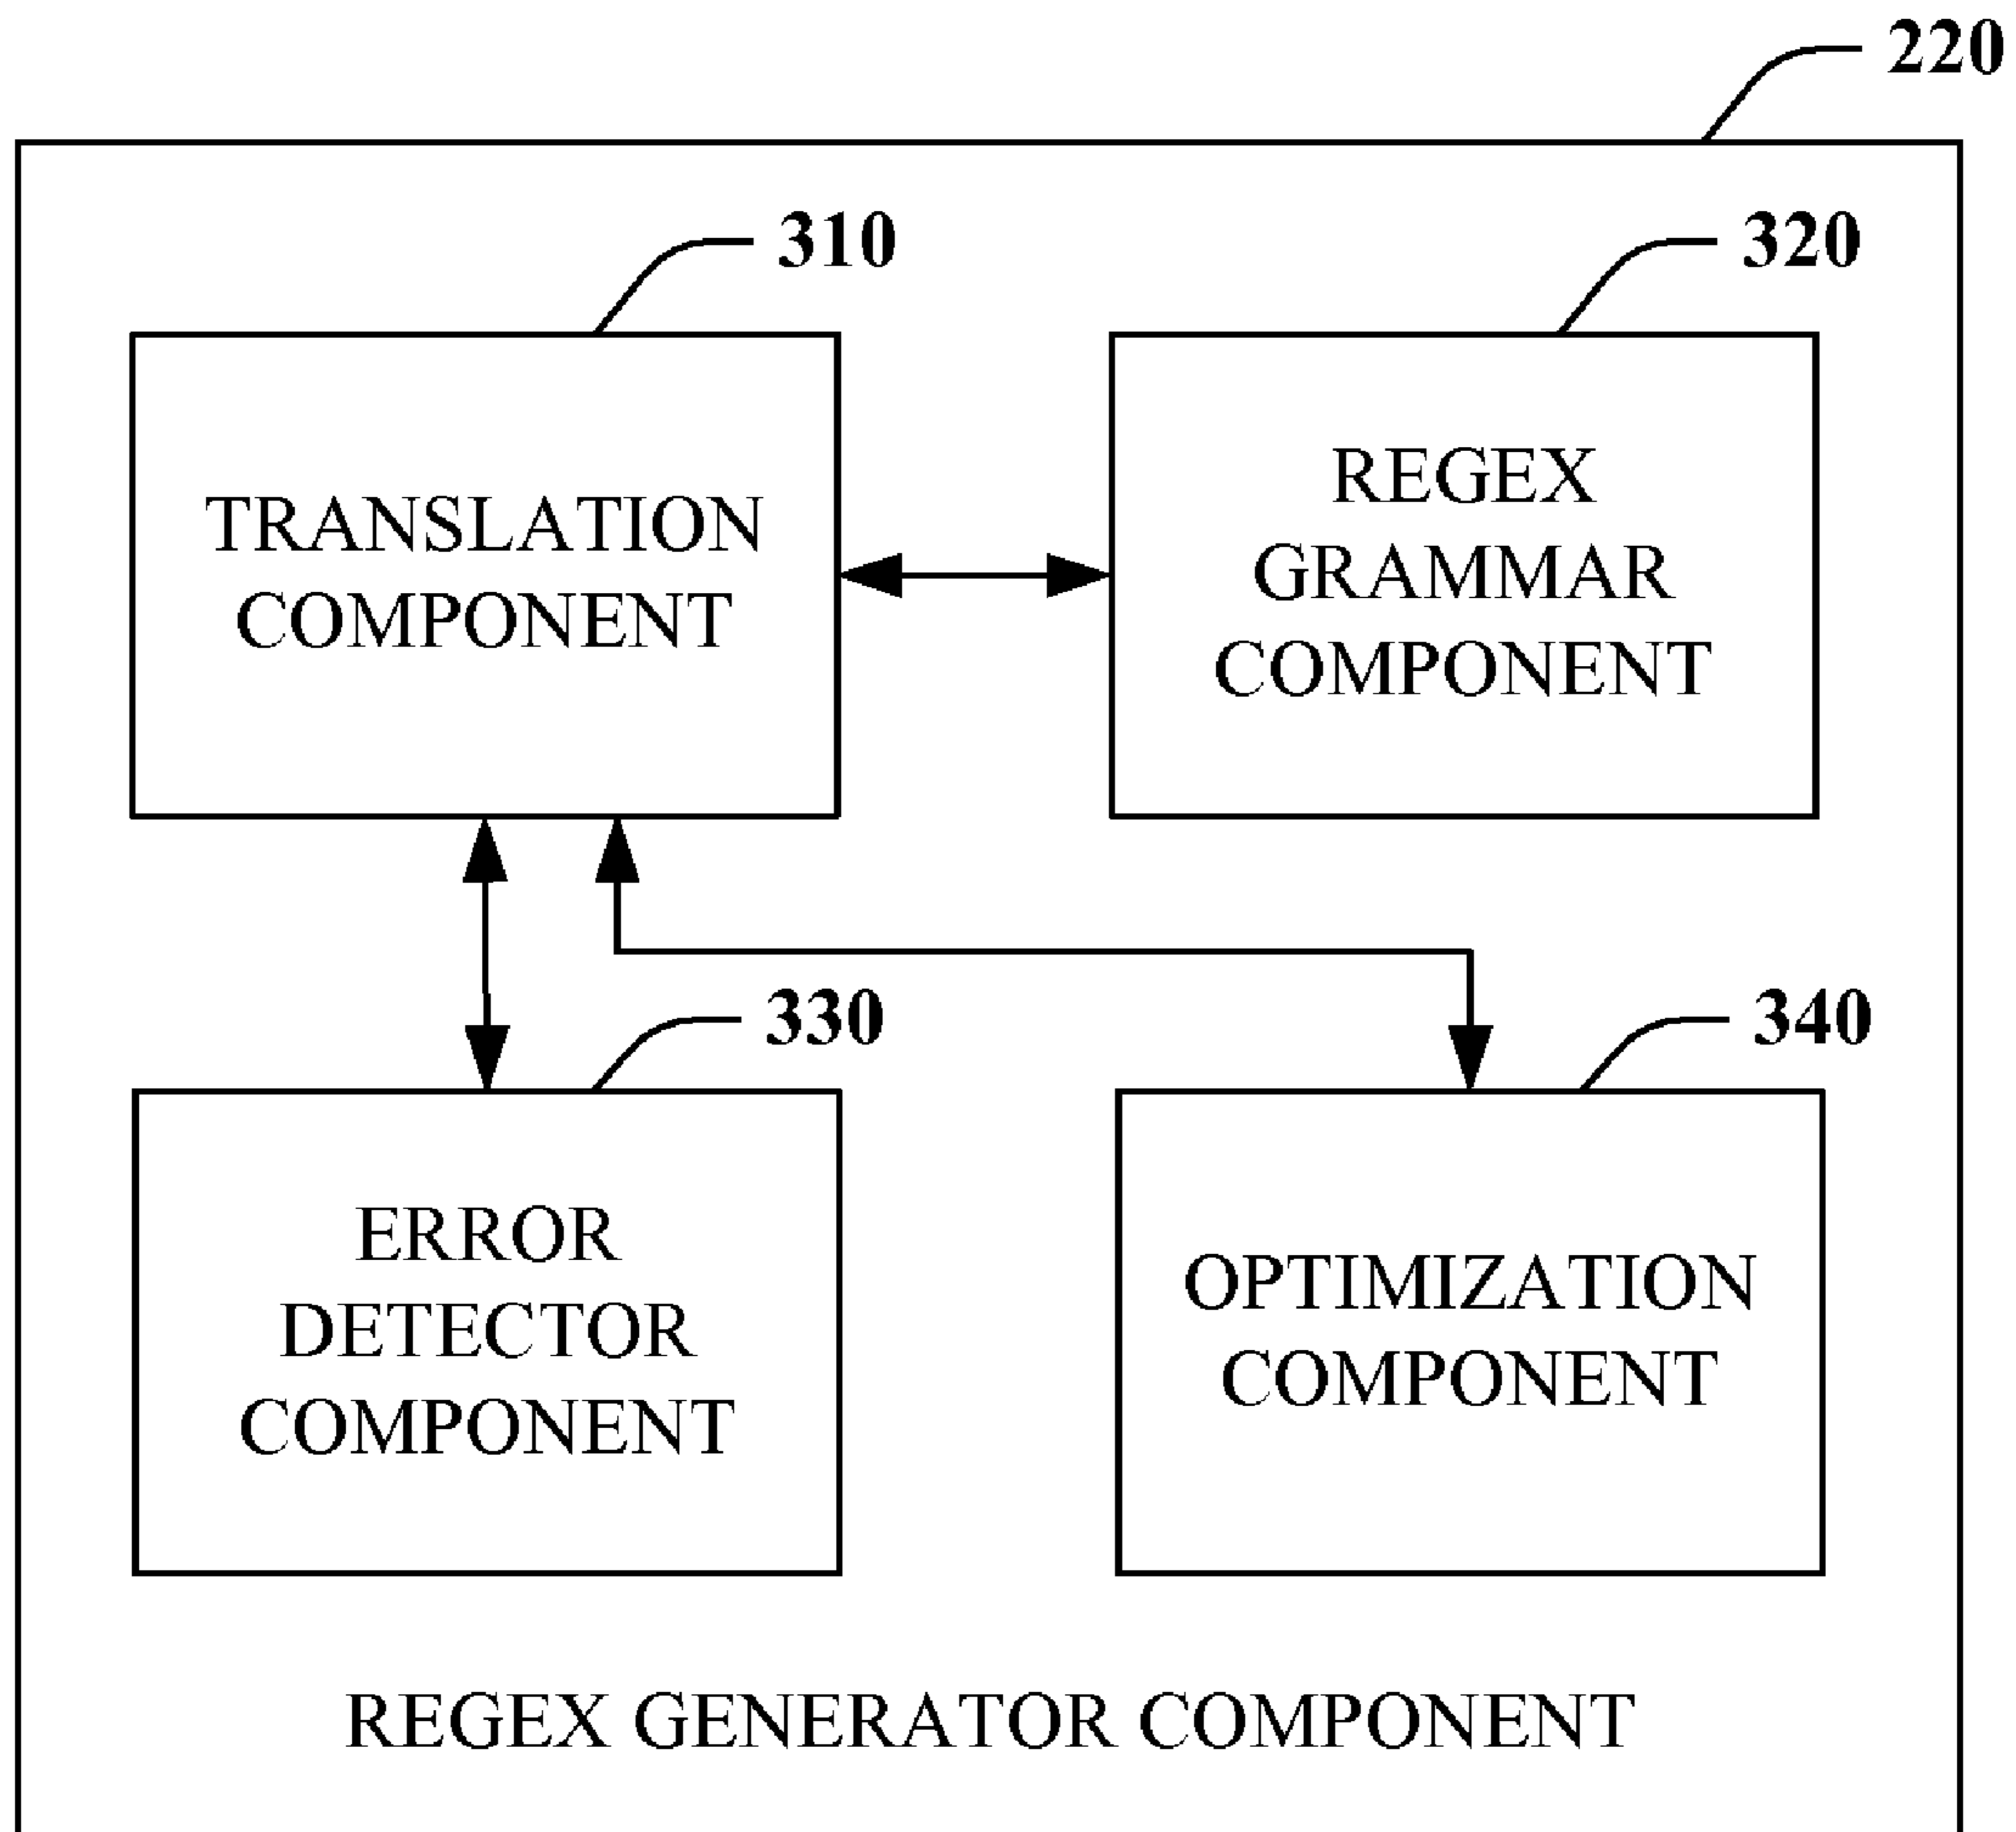 220
310
320
TRANSLATION
COMPONENT
REGEX
GRAMMAR
COMPONENT
330
340
ERROR
DETECTOR
COMPONENT
OPTIMIZATION
COMPONENT
REGEX GENERATOR COMPONENT